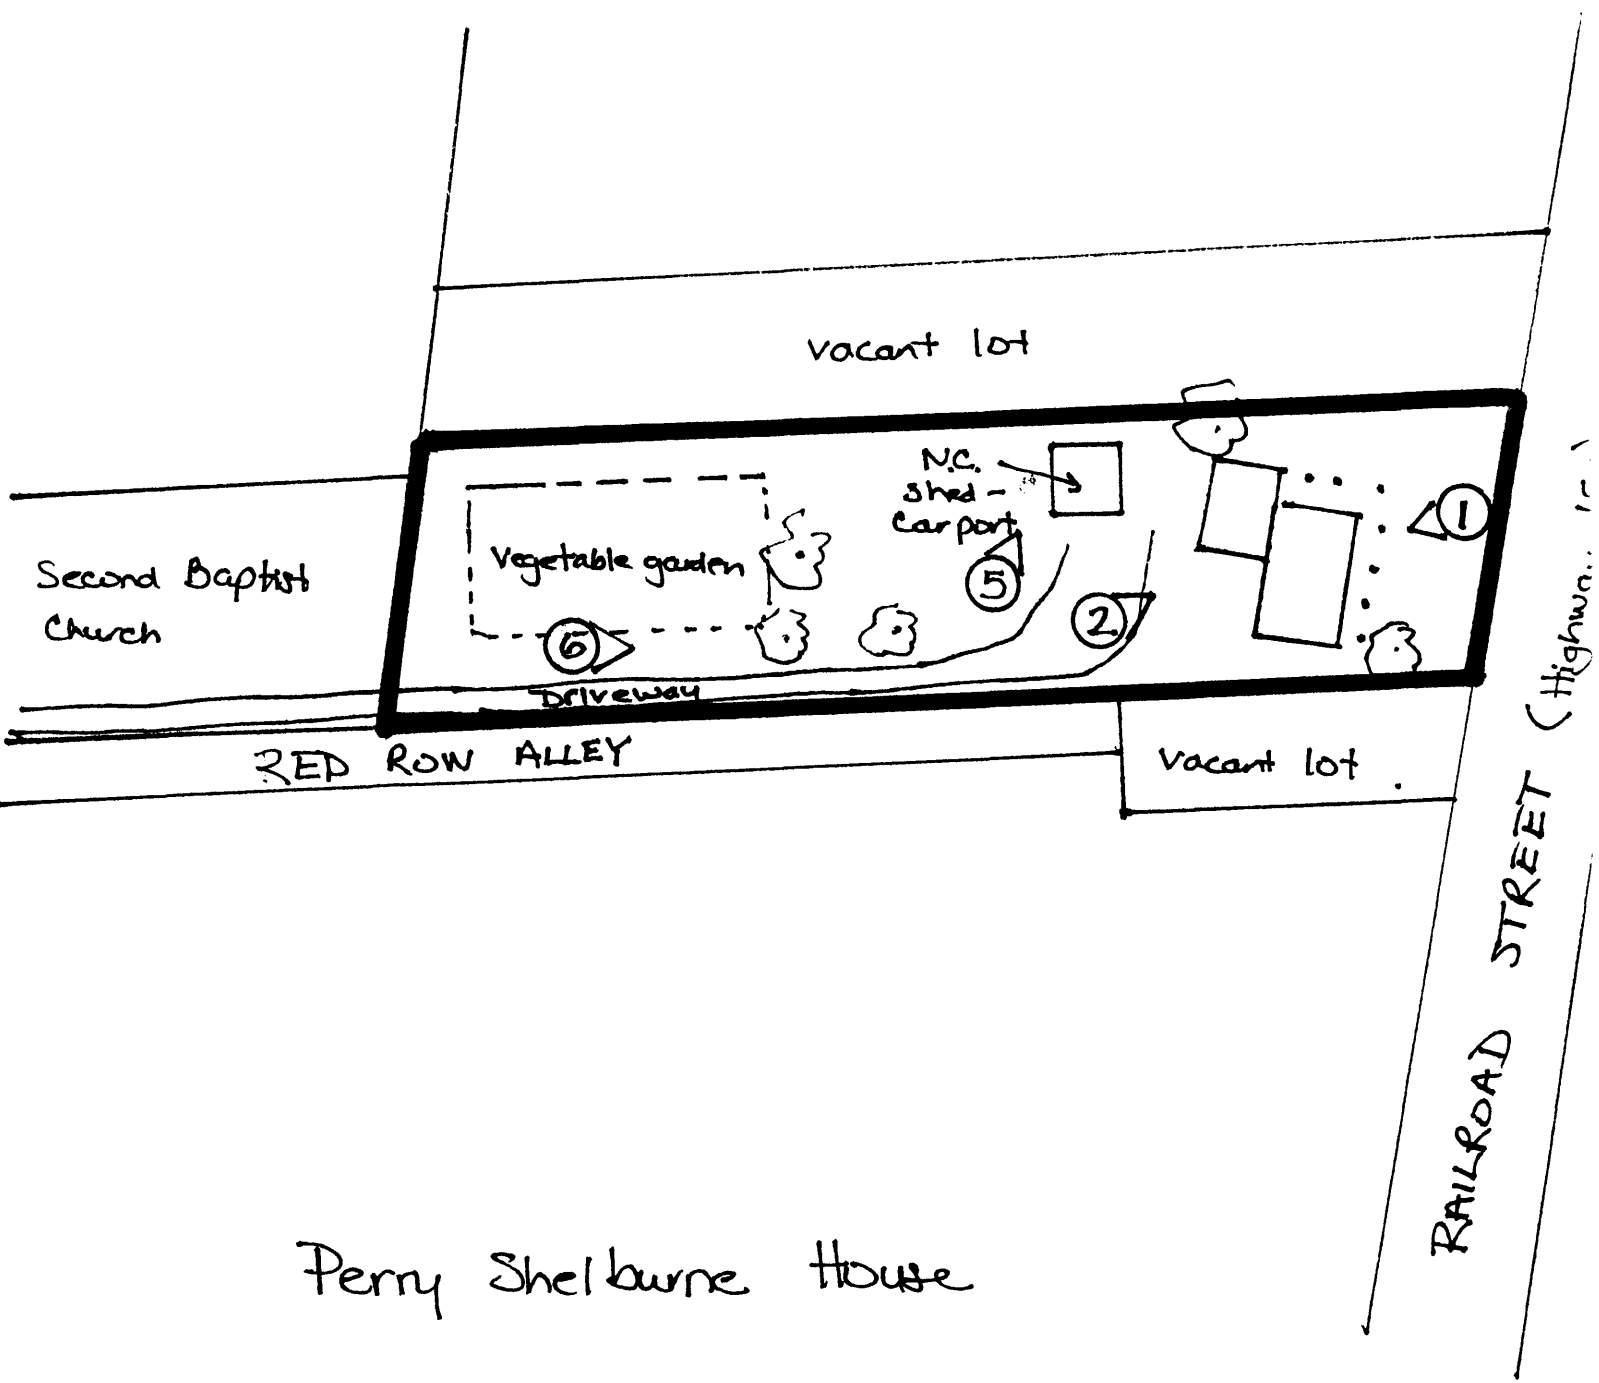 vacant lot
N.C.
shed -
carport
1
Vegetable garden
5
Second Baptist
Church
2
6
Driveway
RED ROW ALLEY
vacant lot
RAILROAD STREET (Highway
Perry Shelburne House